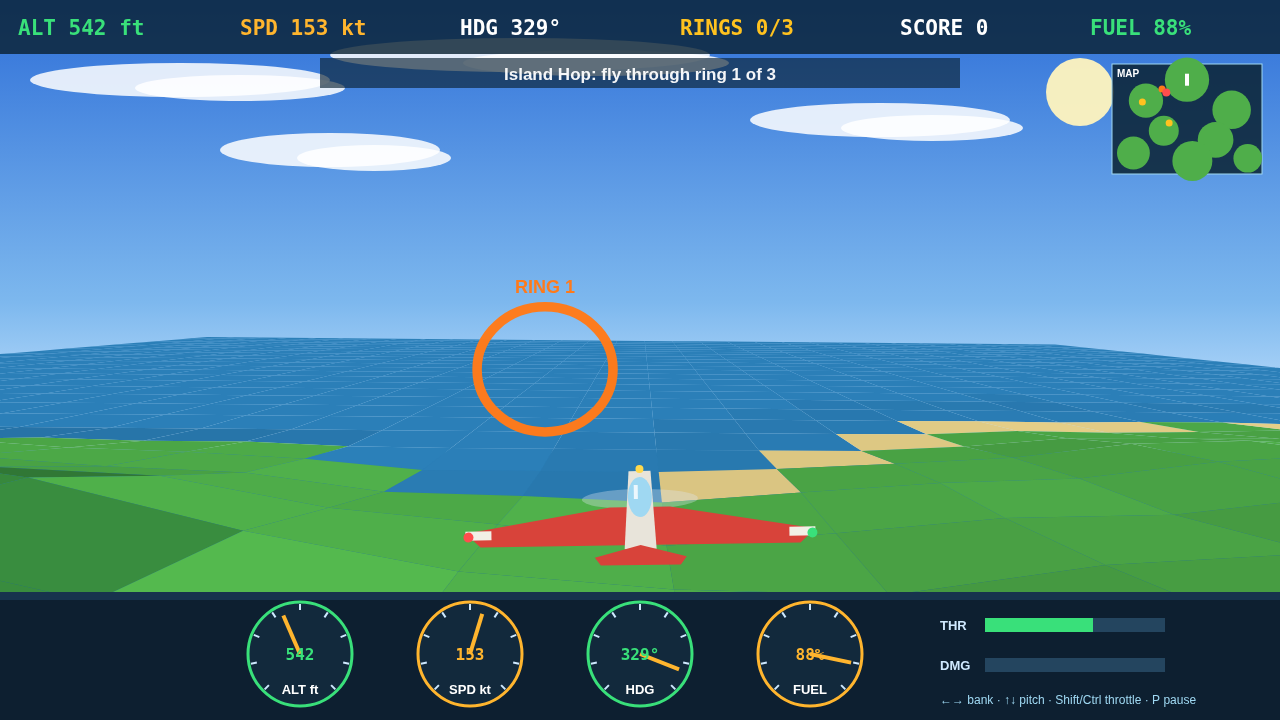 ALT 542 ft SPD 153 kt HDG 329° RINGS 0/3 SCORE 0 FUEL 88%
Island Hop: fly through ring 1 of 3
MAP
RING 1
542
ALT ft
153
SPD kt
329°
HDG
88%
FUEL
THR
DMG
←→ bank · ↑↓ pitch · Shift/Ctrl throttle · P pause